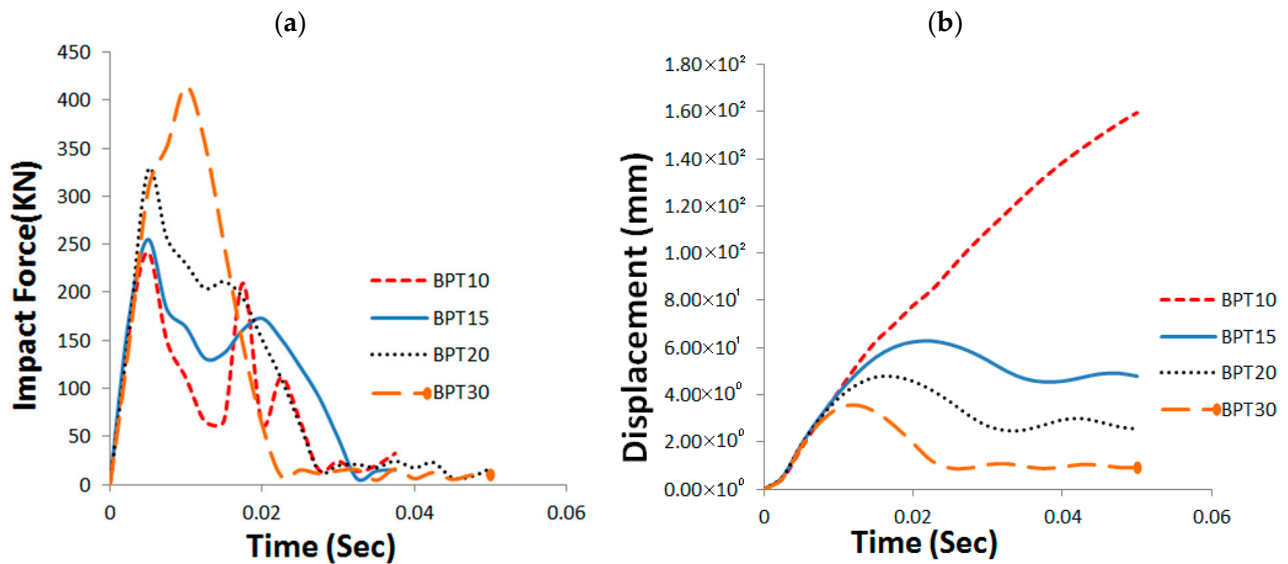 (a)
(b)
450
400
350
300
250
200
150
100
50
0
Impact Force(KN)
BPT10
BPT15
BPT20
BPT30
0
0.02
0.04
0.06
Time (Sec)
1.80×10²
1.60×10²
1.40×10²
1.20×10²
1.00×10²
8.00×10¹
6.00×10¹
4.00×10⁰
2.00×10⁰
0.00×10⁰
Displacement (mm)
BPT10
BPT15
BPT20
BPT30
0
0.02
0.04
0.06
Time (Sec)